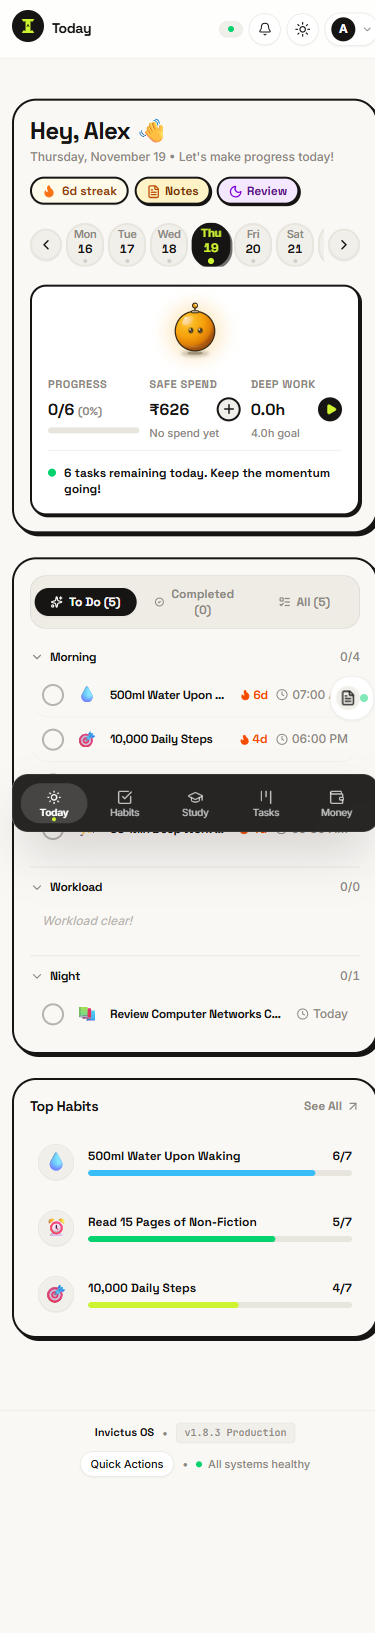 Today
A
Hey, Alex 👋
Thursday, November 19 • Let's make progress today!
6d streak
Notes
Review
Mon
16
Tue
17
Wed
18
Thu
19
Fri
20
Sat
21
PROGRESS
0/6 (0%)
SAFE SPEND
₹626
No spend yet
DEEP WORK
0.0h
4.0h goal
6 tasks remaining today. Keep the momentum
going!
To Do (5)
Completed
(0)
All (5)
Morning
0/4
500ml Water Upon ...
6d
07:00
10,000 Daily Steps
4d
06:00 PM
Today
Habits
Study
Tasks
Money
Workload
0/0
Workload clear!
Night
0/1
Review Computer Networks C...
Today
Top Habits
See All
500ml Water Upon Waking
6/7
Read 15 Pages of Non-Fiction
5/7
10,000 Daily Steps
4/7
Invictus OS • v1.8.3 Production
Quick Actions • All systems healthy